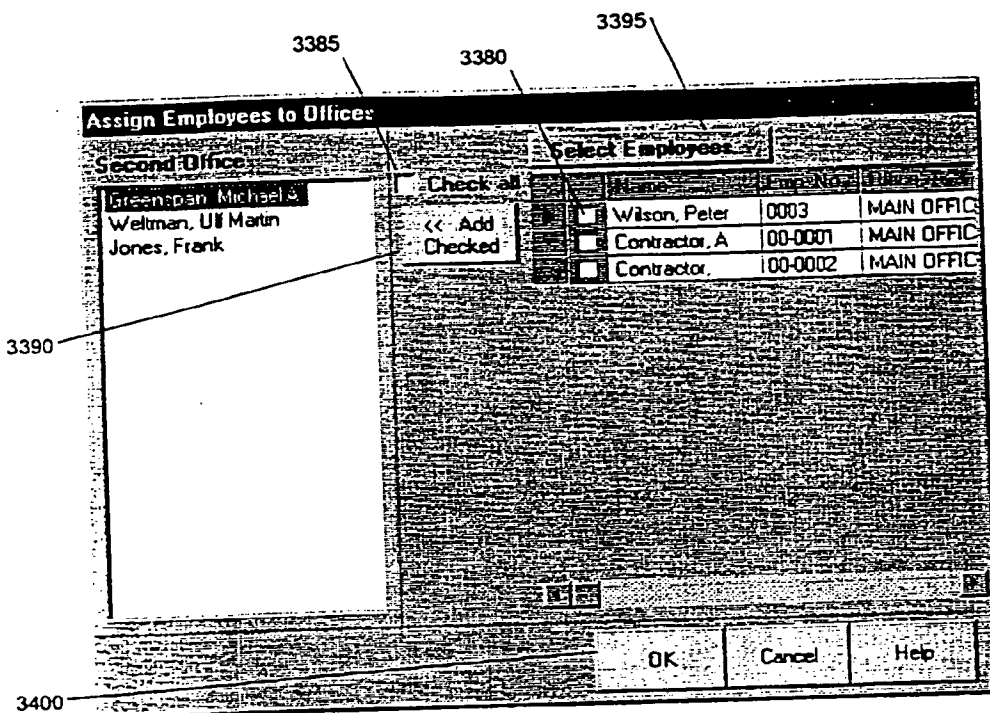 3385
3380
3395
Assign Employees to Offices
Second Office
Select Employees
Michael
Weltman, Ulf Martin
Jones, Frank
Check all
<< Add
Checked
Name
Emp. No.
Wilson, Peter 0003 MAIN OFFIC
Contractor, A 00-0001 MAIN OFFIC
Contractor, 00-0002 MAIN OFFIC
3390
OK
Cancel
Help
3400